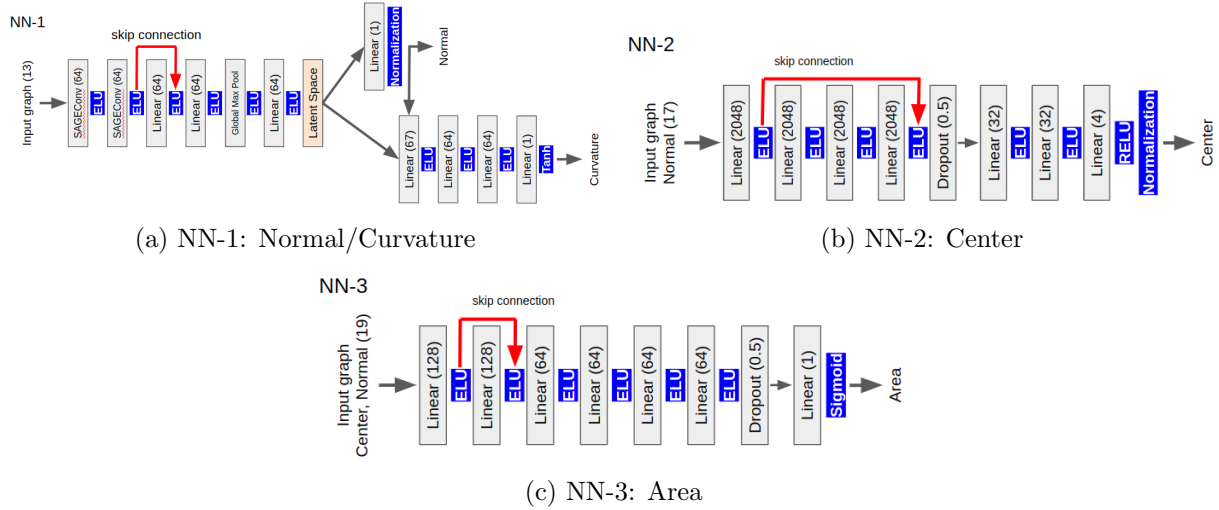 NN-1
skip connection
Input graph (13)
SAGEConv (64)
ELU
SAGEConv (64)
ELU
Linear (64)
ELU
Linear (64)
ELU
Global Max Pool
ELU
Linear (64)
ELU
Latent Space
Linear (1)
Normalization
Normal
Linear (67)
ELU
Linear (64)
ELU
Linear (64)
ELU
Linear (1)
Tanh
Curvature
(a) NN-1: Normal/Curvature
NN-2
skip connection
Input graph
Normal (17)
Linear (2048)
ELU
Linear (2048)
ELU
Linear (2048)
ELU
Linear (2048)
ELU
Dropout (0.5)
Linear (32)
ELU
Linear (32)
ELU
Linear (4)
RELU
Normalization
Center
(b) NN-2: Center
NN-3
skip connection
Input graph
Center, Normal (19)
Linear (128)
ELU
Linear (128)
ELU
Linear (64)
ELU
Linear (64)
ELU
Linear (64)
ELU
Linear (64)
ELU
Dropout (0.5)
Linear (1)
Sigmoid
Area
(c) NN-3: Area